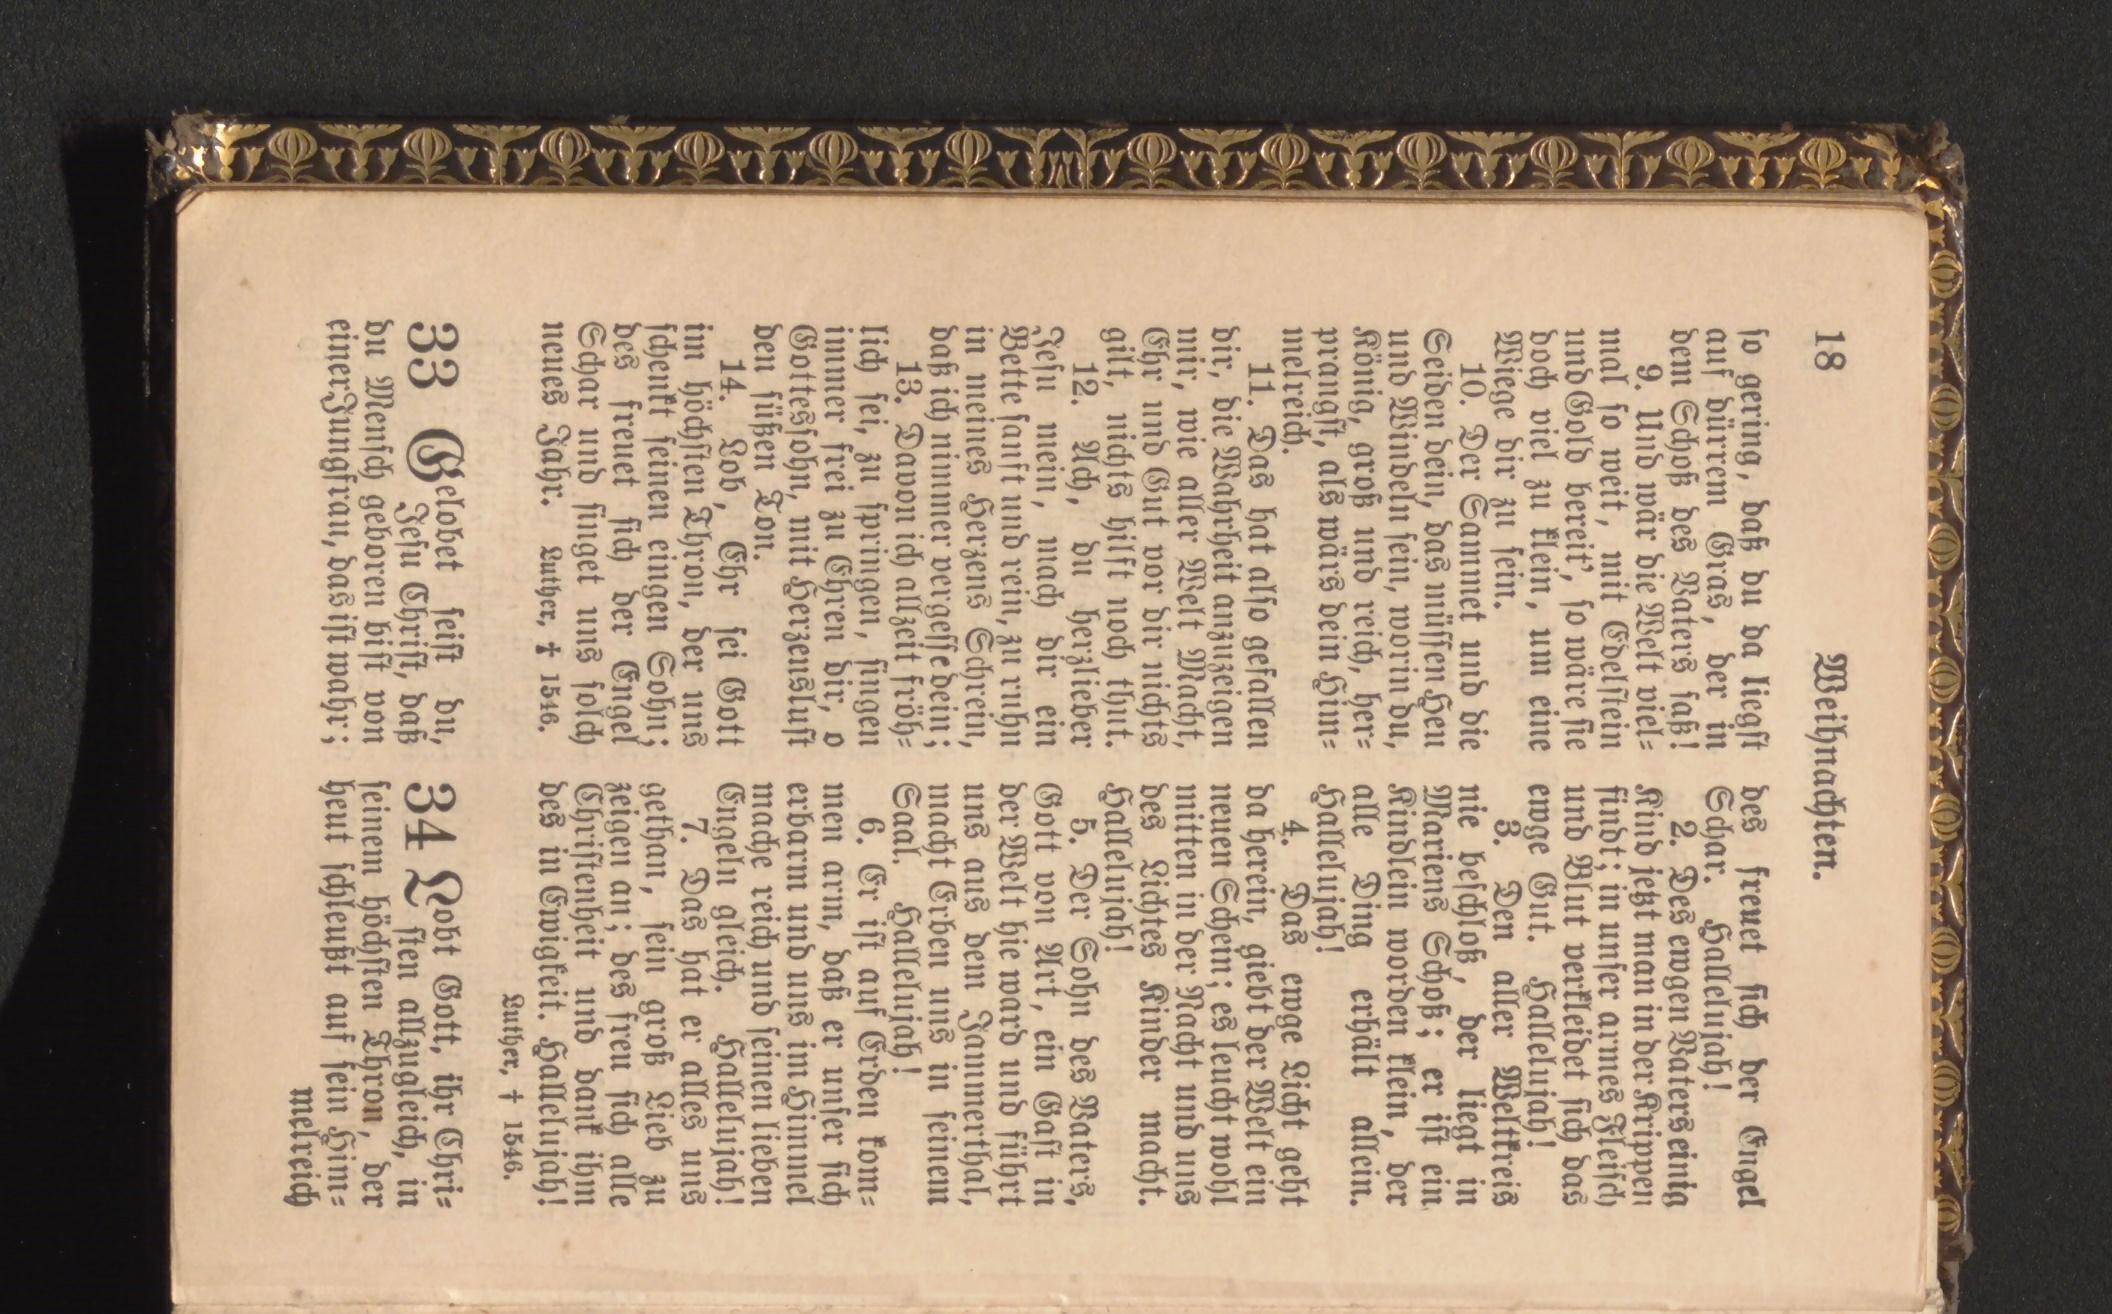 18
Weihnachten.
so gering, daß du da liegst
auf dürrem Gras, der in
dem Schoß des Vaters saß!
9. Und wär die Welt viel=
mal so weit, mit Edelstein
und Gold bereit', so wäre sie
doch viel zu klein, um eine
Wiege dir zu sein.
10. Der Sammet und die
Seiden dein, das müssen Heu
und Windeln sein, worin du,
König, groß und reich, her=
prangst, als wärs dein Him=
melreich.
11. Das hat also gefallen
dir, die Wahrheit anzuzeigen
mir, wie aller Welt Macht,
Ehr und Gut vor dir nichts
gilt, nichts hilft noch thut.
12. Ach, du herzlieber
Jesu mein, mach dir ein
Bette sanft und rein, zu ruhn
in meines Herzens Schrein,
daß ich nimmer vergesse dein;
13. Davon ich allzeit fröh=
lich sei, zu springen, singen
immer frei zu Ehren dir, o
Gottessohn, mit Herzenslust
den süßen Ton.
14. Lob, Ehr sei Gott
im höchsten Thron, der uns
schenkt seinen eingen Sohn;
des freuet sich der Engel
Schar und singet uns solch
neues Jahr. Luther, † 1546.
33 Gelobet seist du,
Jesu Christ, daß
du Mensch geboren bist von
einer Jungfrau, das ist wahr;
des freuet sich der Engel
Schar. Hallelujah!
2. Des ewgen Vaters einig
Kind jetzt man in der Krippen
findt; in unser armes Fleisch
und Blut verkleidet sich das
ewge Gut. Hallelujah!
3. Den aller Weltkreis
nie beschloß, der liegt in
Mariens Schoß; er ist ein
Kindlein worden klein, der
alle Ding erhält allein.
Hallelujah!
4. Das ewge Licht geht
da herein, giebt der Welt ein
neuen Schein; es leucht wohl
mitten in der Nacht und uns
des Lichtes Kinder macht.
Hallelujah!
5. Der Sohn des Vaters,
Gott von Art, ein Gast in
der Welt hie ward und führt
uns aus dem Jammerthal,
macht Erben uns in seinem
Saal. Hallelujah!
6. Er ist auf Erden kom=
men arm, daß er unser sich
erbarm und uns im Himmel
mache reich und seinen lieben
Engeln gleich. Hallelujah!
7. Das hat er alles uns
gethan, sein groß Lieb zu
zeigen an; des freu sich alle
Christenheit und dank ihm
des in Ewigkeit. Hallelujah!
Luther, † 1546.
34 Lobt Gott, ihr Chri=
sten allzugleich, in
seinem höchsten Thron, der
heut schleußt auf sein Him=
melreich